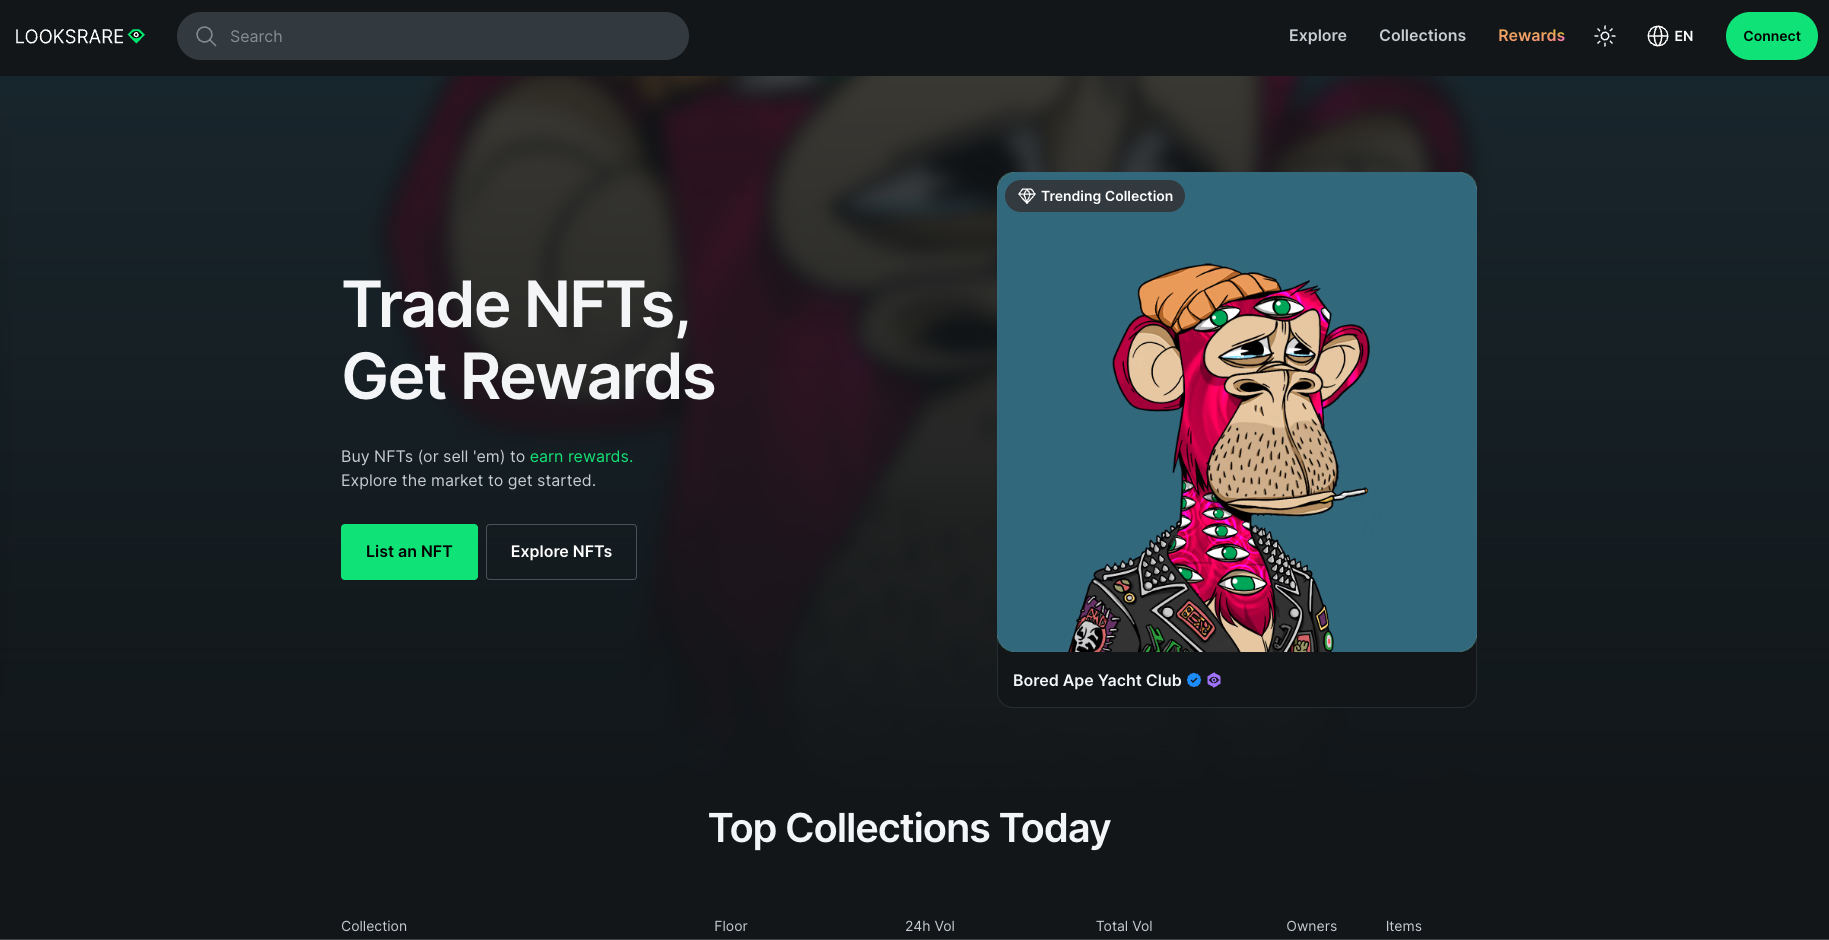 LOOKSRARE
Search
Explore
Collections
Rewards
EN
Connect
Trending Collection
Trade NFTs,
Get Rewards
Buy NFTs (or sell 'em) to earn rewards.
Explore the market to get started.
List an NFT
Explore NFTs
Bored Ape Yacht Club
Top Collections Today
Collection
Floor
24h Vol
Total Vol
Owners
Items